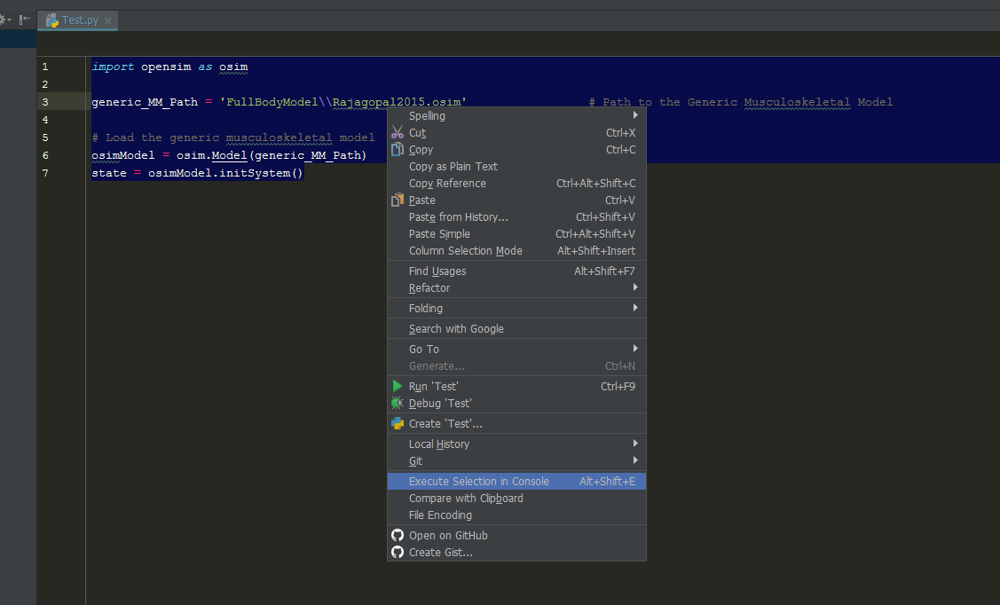 Test.py
1 import opensim as osim
2
3 generic_MM_Path = 'FullBodyModel\\Rajagopal2015.osim' # Path to the Generic Musculoskeletal Model
4
5 # Load the generic musculoskeletal model
6 osimModel = osim.Model(generic_MM_Path)
7 state = osimModel.initSystem()
Spelling
Cut Ctrl+X
Copy Ctrl+C
Copy as Plain Text
Copy Reference Ctrl+Alt+Shift+C
Paste Ctrl+V
Paste from History... Ctrl+Shift+V
Paste Simple Ctrl+Alt+Shift+V
Column Selection Mode Alt+Shift+Insert
Find Usages Alt+Shift+F7
Refactor
Folding
Search with Google
Go To
Generate... Ctrl+N
Run 'Test' Ctrl+F9
Debug 'Test'
Create 'Test'...
Local History
Git
Execute Selection in Console Alt+Shift+E
Compare with Clipboard
File Encoding
Open on GitHub
Create Gist...